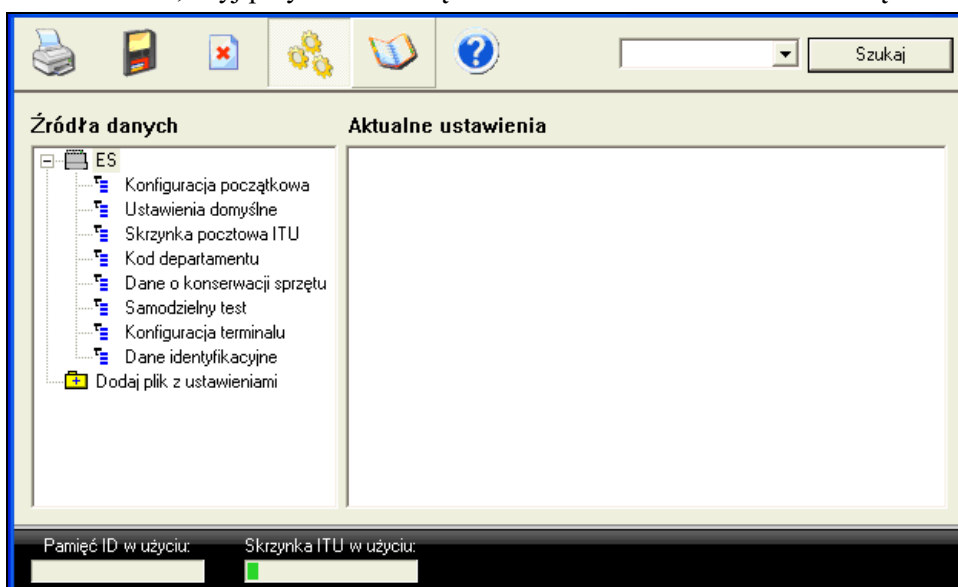 Szukaj
Źródła danych
Aktualne ustawienia
ES
Konfiguracja początkowa
Ustawienia domyślne
Skrzynka pocztowa ITU
Kod departamentu
Dane o konserwacji sprzętu
Samodzielny test
Konfiguracja terminalu
Dane identyfikacyjne
Dodaj plik z ustawieniami
Pamięć ID w użyciu:
Skrzynka ITU w użyciu: